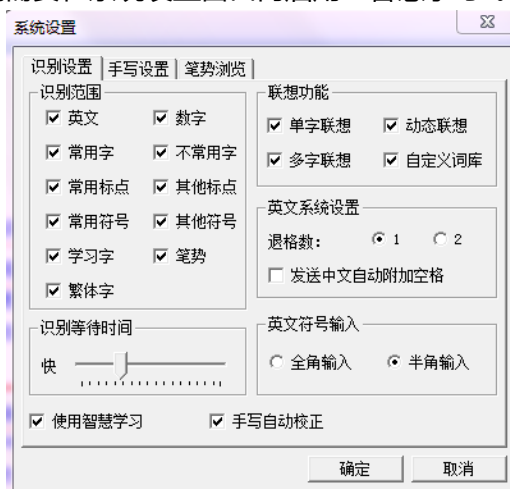 系统设置
识别设置 手写设置 笔势浏览
识别范围
英文 数字
常用字 不常用字
常用标点 其他标点
常用符号 其他符号
学习字 笔势
繁体字
联想功能
单字联想 动态联想
多字联想 自定义词库
英文系统设置
退格数: 1 2
发送中文自动附加空格
识别等待时间
快
英文符号输入
全角输入 半角输入
使用智慧学习 手写自动校正
确定 取消